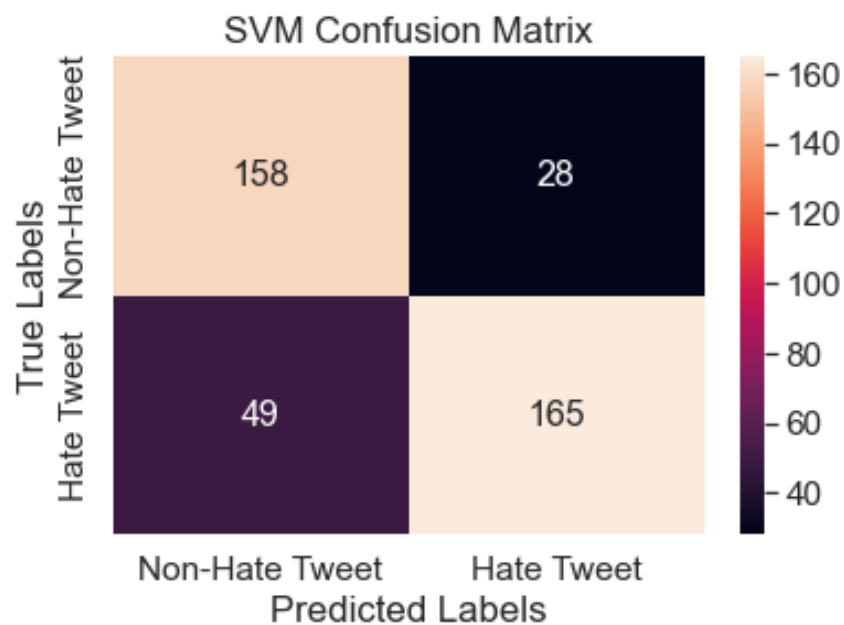 SVM Confusion Matrix
True Labels
Non-Hate Tweet
Hate Tweet
158
28
49
165
160
140
120
100
80
60
40
Non-Hate Tweet
Hate Tweet
Predicted Labels